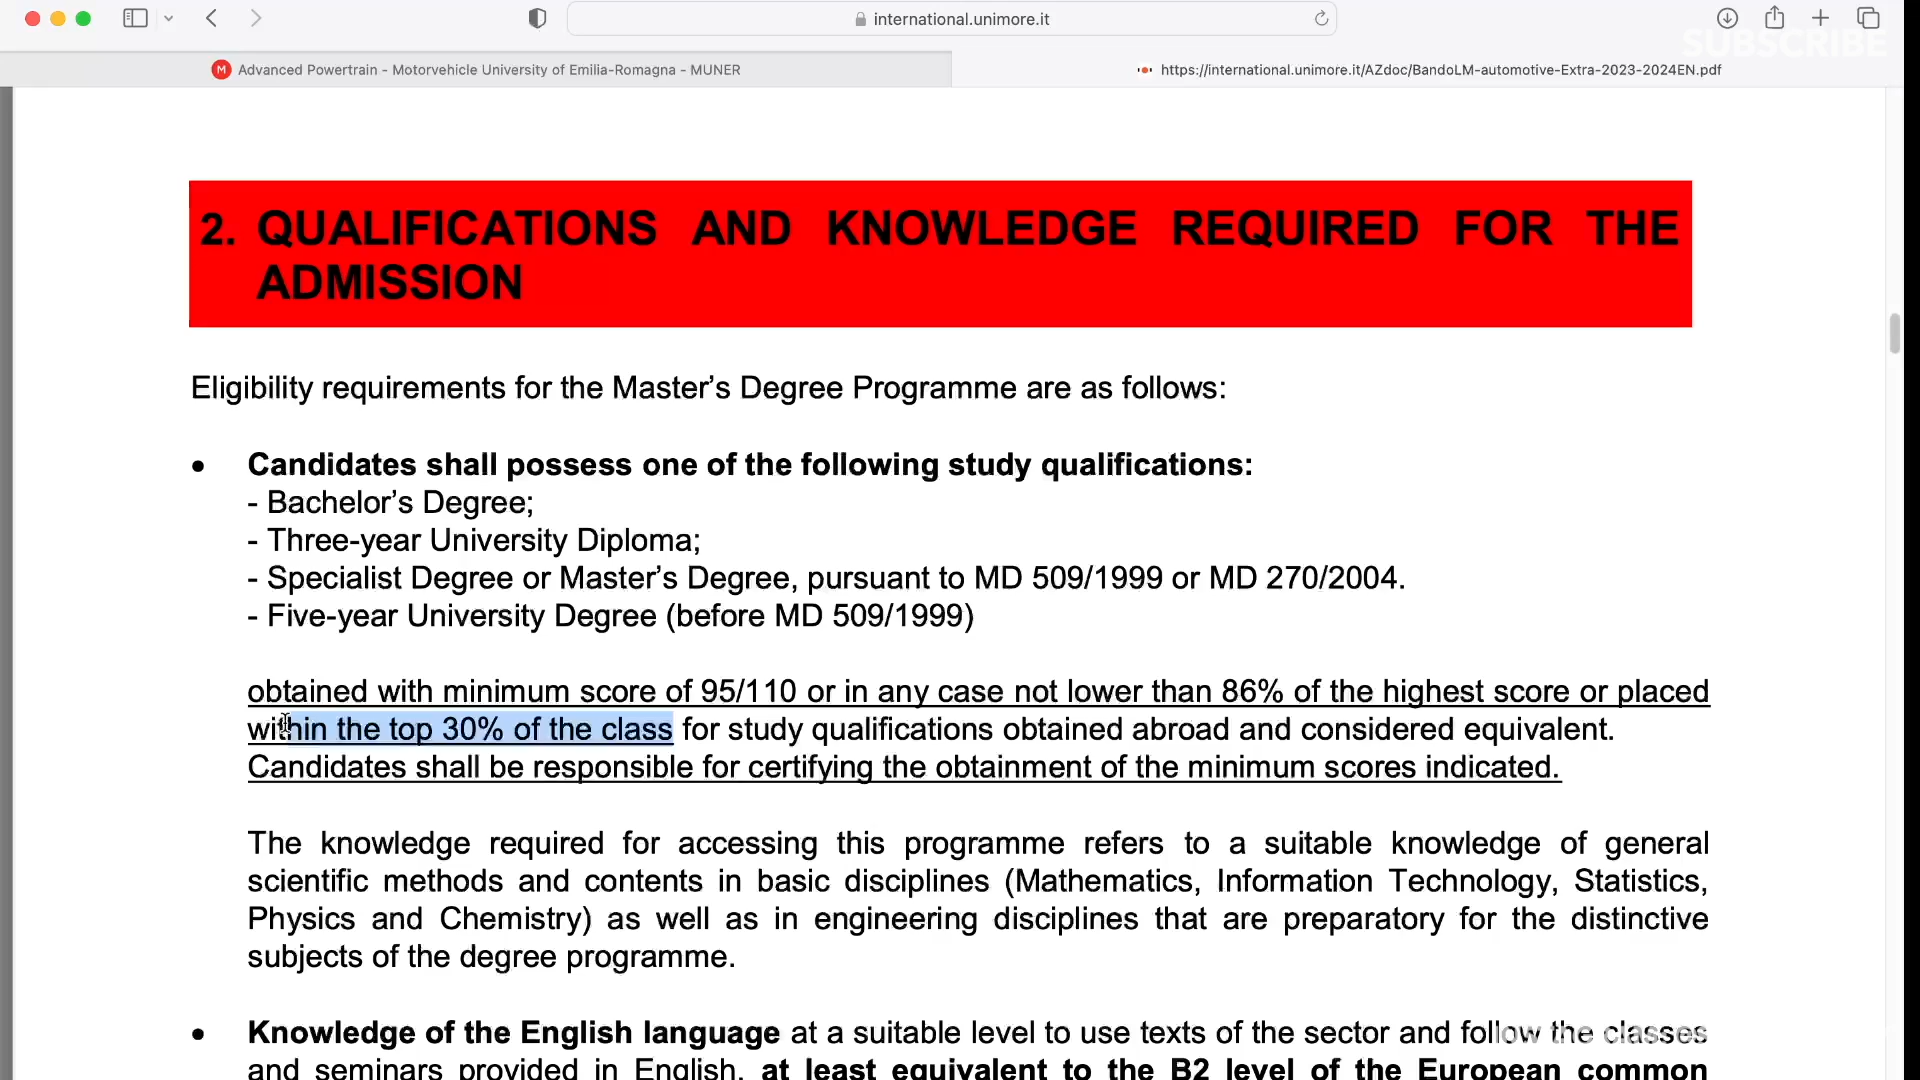 international.unimore.it
SUBSCRIBE
M Advanced Powertrain - Motorvehicle University of Emilia-Romagna - MUNER
https://international.unimore.it/AZdoc/BandoLM-automotive-Extra-2023-2024EN.pdf
2. QUALIFICATIONS AND KNOWLEDGE REQUIRED FOR THE
ADMISSION
Eligibility requirements for the Master’s Degree Programme are as follows:
• Candidates shall possess one of the following study qualifications:
- Bachelor’s Degree;
- Three-year University Diploma;
- Specialist Degree or Master’s Degree, pursuant to MD 509/1999 or MD 270/2004.
- Five-year University Degree (before MD 509/1999)
obtained with minimum score of 95/110 or in any case not lower than 86% of the highest score or placed
within the top 30% of the class for study qualifications obtained abroad and considered equivalent.
Candidates shall be responsible for certifying the obtainment of the minimum scores indicated.
The knowledge required for accessing this programme refers to a suitable knowledge of general
scientific methods and contents in basic disciplines (Mathematics, Information Technology, Statistics,
Physics and Chemistry) as well as in engineering disciplines that are preparatory for the distinctive
subjects of the degree programme.
• Knowledge of the English language at a suitable level to use texts of the sector and follow the classes
and seminars provided in English, at least equivalent to the B2 level of the European common